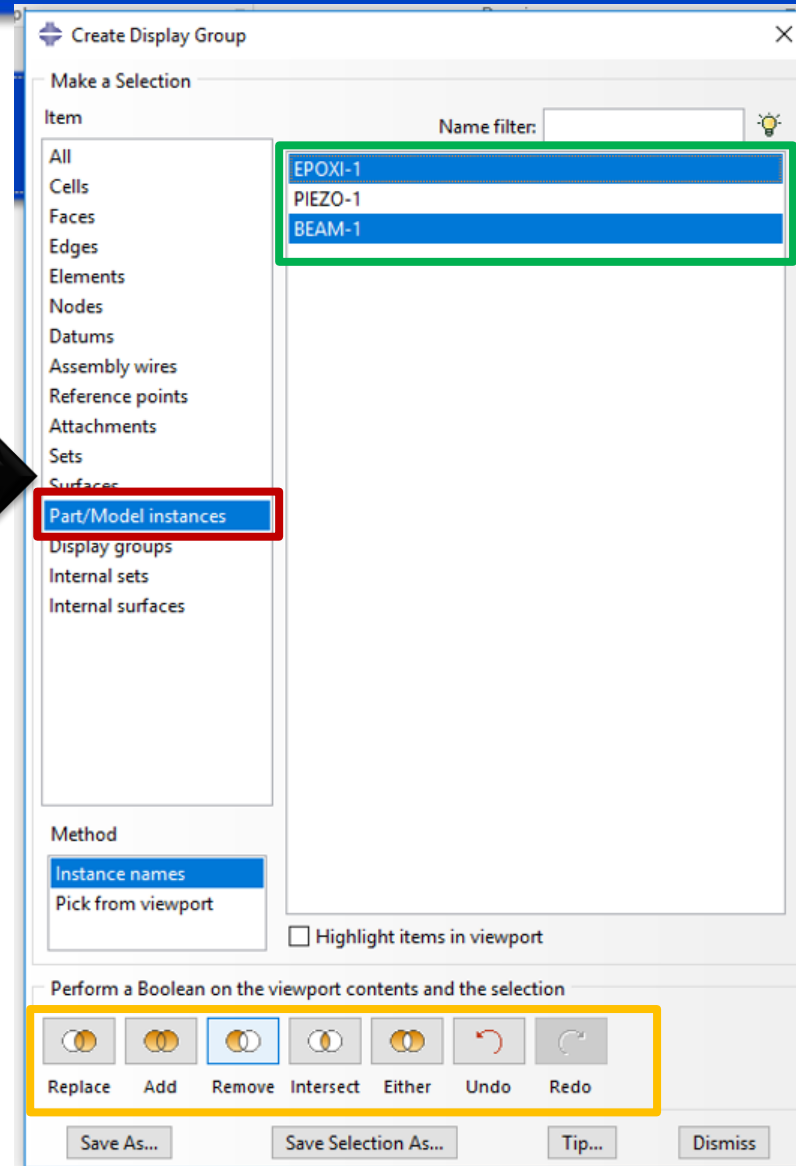 Create Display Group
Make a Selection
Item
Name filter:
All
Cells
Faces
Edges
Elements
Nodes
Datums
Assembly wires
Reference points
Attachments
Sets
Surfaces
Part/Model instances
Display groups
Internal sets
Internal surfaces
EPOXI-1
PIEZO-1
BEAM-1
Method
Instance names
Pick from viewport
Highlight items in viewport
Perform a Boolean on the viewport contents and the selection
Replace Add Remove Intersect Either Undo Redo
Save As... Save Selection As... Tip... Dismiss